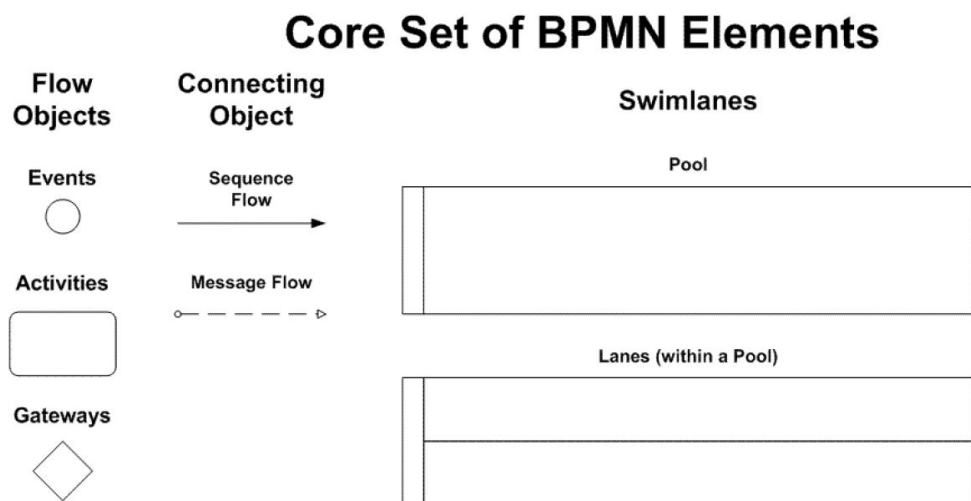 Core Set of BPMN Elements
Flow
Objects
Connecting
Object
Swimlanes
Events
Sequence
Flow
Pool
Activities
Message Flow
Lanes (within a Pool)
Gateways